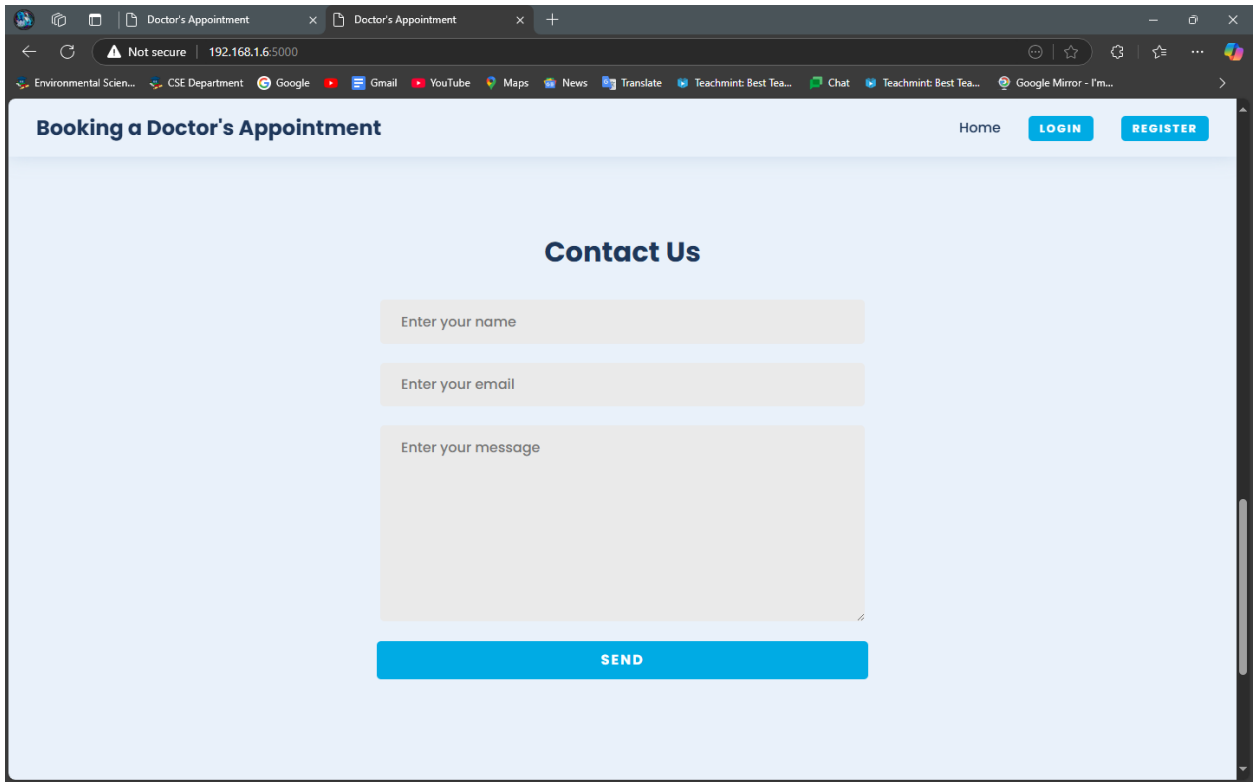 Doctor's Appointment Doctor's Appointment
Not secure 192.168.1.6:5000
Environmental Scien... CSE Department Google Gmail YouTube Maps News Translate Teachmint: Best Tea... Chat Teachmint: Best Tea... Google Mirror - I'm...
Booking a Doctor's Appointment Home LOGIN REGISTER
Contact Us
Enter your name
Enter your email
Enter your message
SEND